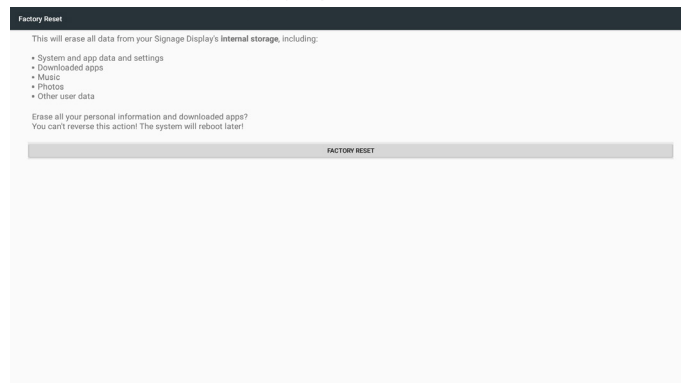 Factory Reset
This will erase all data from your Signage Display's internal storage, including:
▪ System and app data and settings
▪ Downloaded apps
▪ Music
▪ Photos
▪ Other user data
Erase all your personal information and downloaded apps?
You can't reverse this action! The system will reboot later!
FACTORY RESET